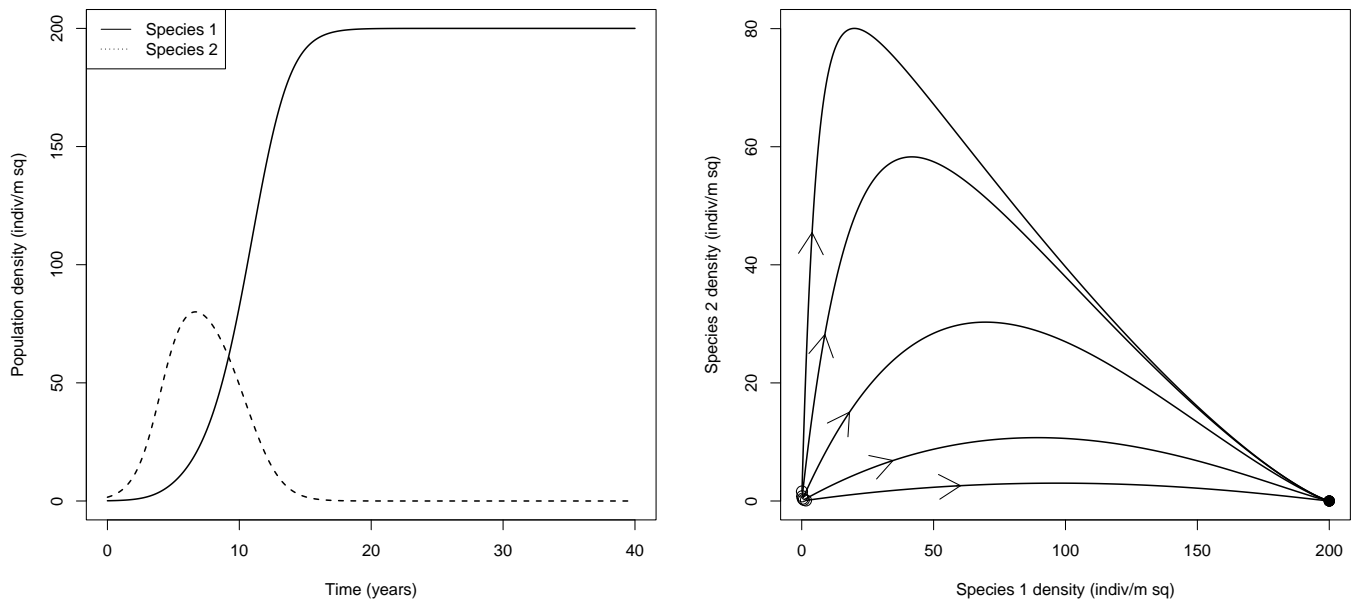 Species 1
Species 2
200
150
100
50
0
Population density (indiv/m sq)
0 10 20 30 40
Time (years)
80
60
40
20
0
Species 2 density (indiv/m sq)
0 50 100 150 200
Species 1 density (indiv/m sq)